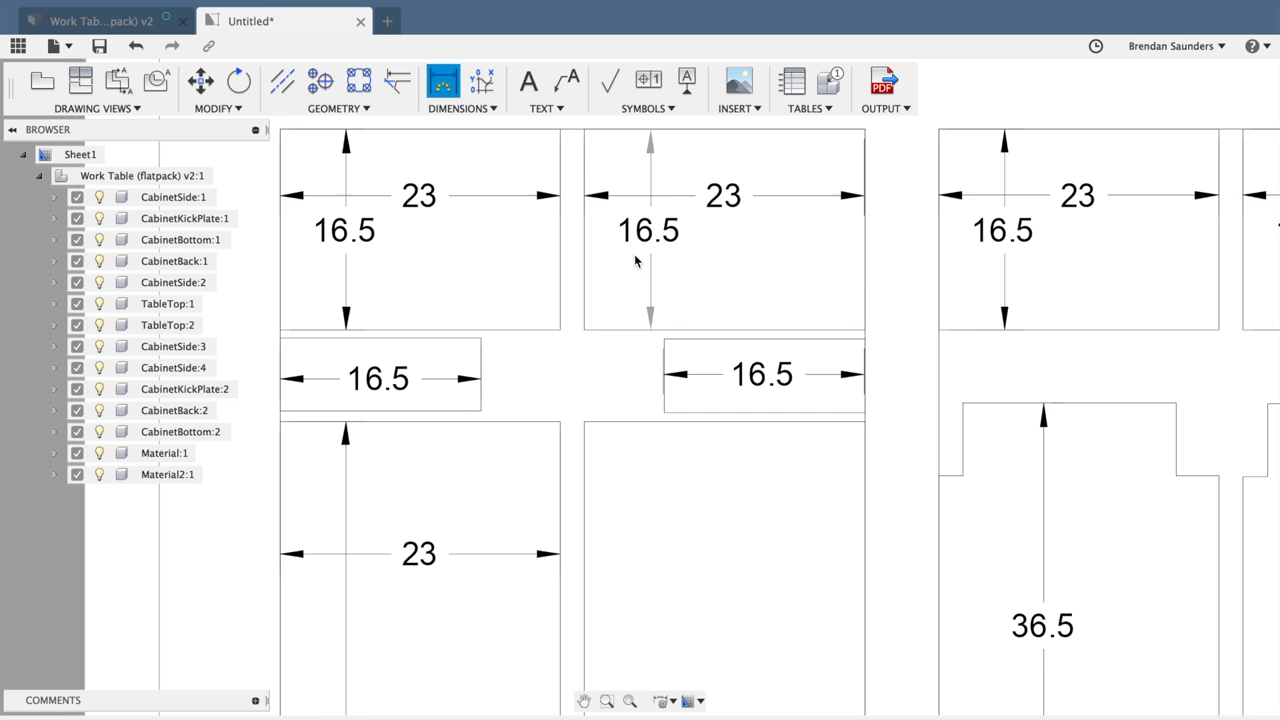 Work Tab...pack) v2
Untitled*
Brendan Saunders
DRAWING VIEWS
MODIFY
GEOMETRY
DIMENSIONS
TEXT
SYMBOLS
INSERT
TABLES
OUTPUT
A
A
1
A
1
PDF
BROWSER
Sheet1
Work Table (flatpack) v2:1
CabinetSide:1
CabinetKickPlate:1
CabinetBottom:1
CabinetBack:1
CabinetSide:2
TableTop:1
TableTop:2
CabinetSide:3
CabinetSide:4
CabinetKickPlate:2
CabinetBack:2
CabinetBottom:2
Material:1
Material2:1
COMMENTS
23
23
23
16.5
16.5
16.5
16.5
16.5
23
36.5